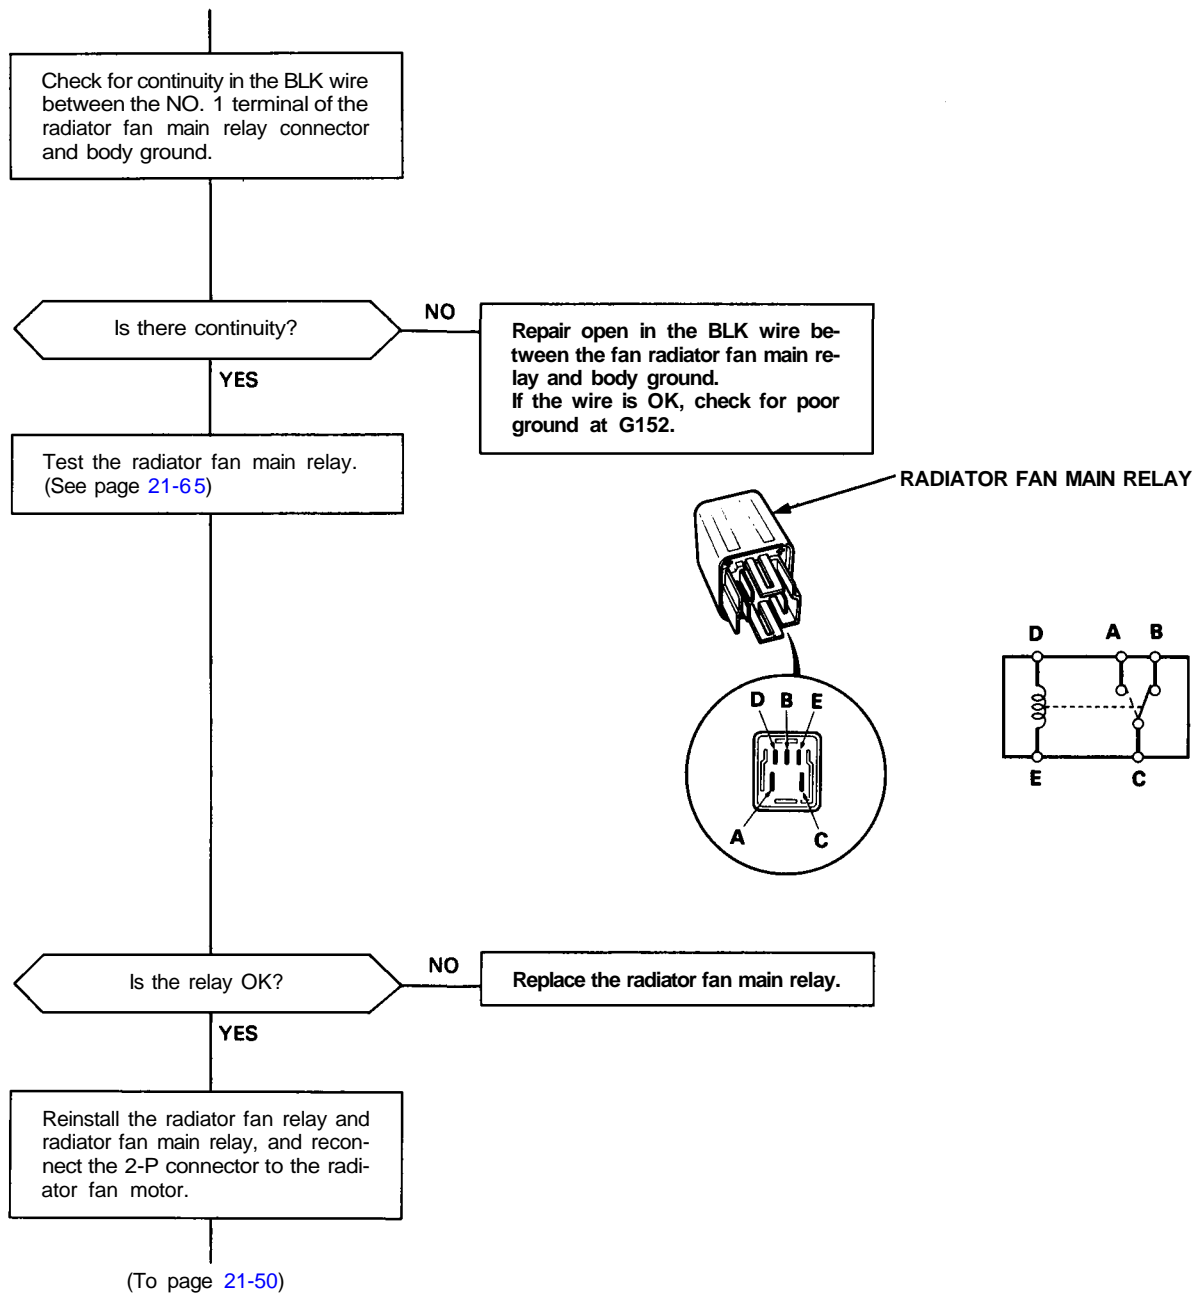 Check for continuity in the BLK wire
between the NO. 1 terminal of the
radiator fan main relay connector
and body ground.
Is there continuity?
NO
Repair open in the BLK wire be-
tween the fan radiator fan main re-
lay and body ground.
If the wire is OK, check for poor
ground at G152.
YES
Test the radiator fan main relay.
(See page 21-65)
RADIATOR FAN MAIN RELAY
D A B
D B E
E C
A C
Is the relay OK?
NO
Replace the radiator fan main relay.
YES
Reinstall the radiator fan relay and
radiator fan main relay, and recon-
nect the 2-P connector to the radi-
ator fan motor.
(To page 21-50)